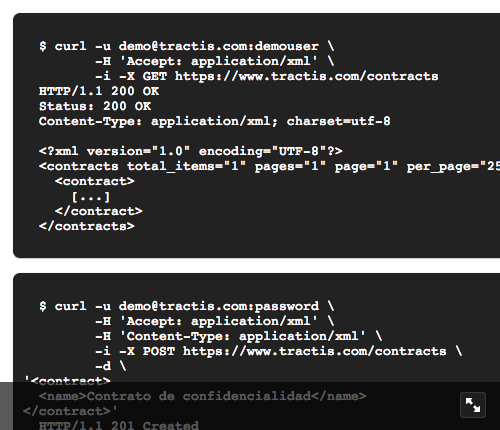 $ curl -u demo@tractis.com:demouser \
-H 'Accept: application/xml' \
-i -X GET https://www.tractis.com/contracts
HTTP/1.1 200 OK
Status: 200 OK
Content-Type: application/xml; charset=utf-8
<?xml version="1.0" encoding="UTF-8"?>
<contracts total_items="1" pages="1" page="1" per_page="25
<contract>
[...]
</contract>
</contracts>
$ curl -u demo@tractis.com:password \
-H 'Accept: application/xml' \
-H 'Content-Type: application/xml' \
-i -X POST https://www.tractis.com/contracts \
-d \
'<contract>
<name>Contrato de confidencialidad</name>
</contract>'
HTTP/1.1 201 Created